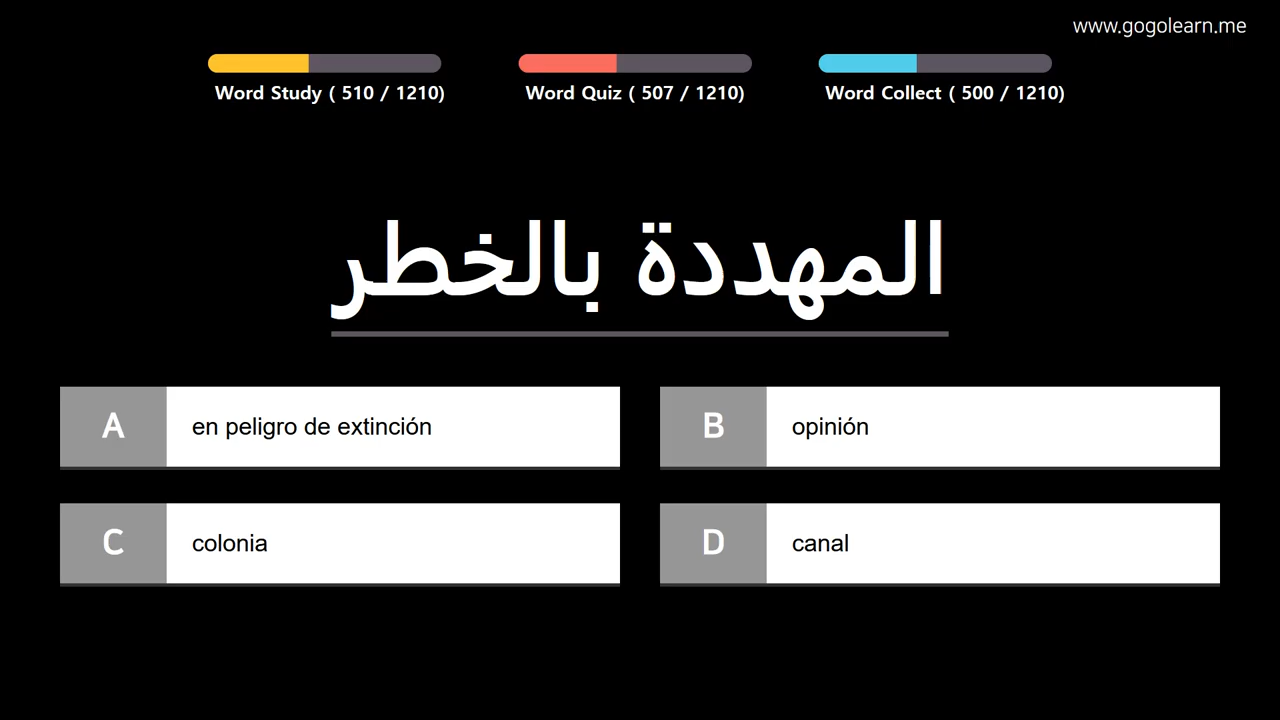 www.gogolearn.me
Word Study ( 510 / 1210)
Word Quiz ( 507 / 1210)
Word Collect ( 500 / 1210)
المهددة بالخطر
A en peligro de extinción
B opinión
C colonia
D canal